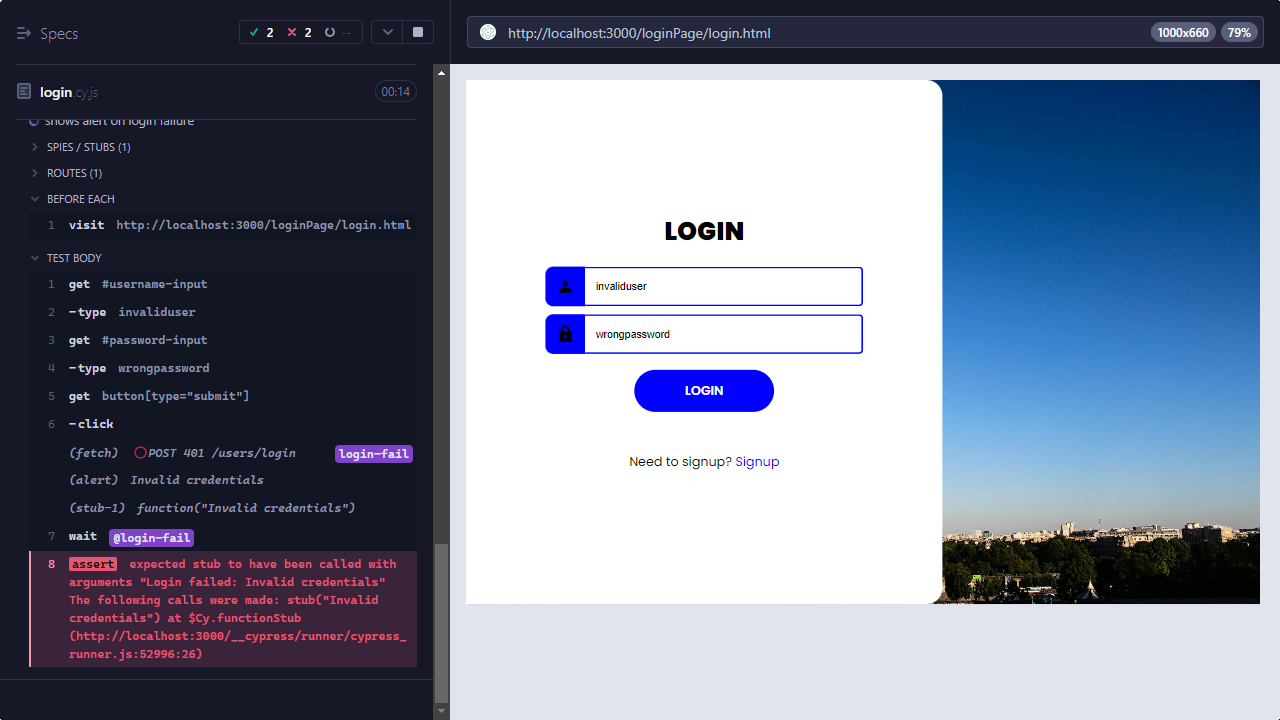 Specs
2
2
--
http://localhost:3000/loginPage/login.html
1000x660
79%
login cy.js
00:14
shows alert on login failure
SPIES / STUBS (1)
ROUTES (1)
BEFORE EACH
1 visit http://localhost:3000/loginPage/login.html
TEST BODY
1 get #username-input
2 -type invaliduser
3 get #password-input
4 -type wrongpassword
5 get button[type="submit"]
6 -click
(fetch) POST 401 /users/login login-fail
(alert) Invalid credentials
(stub-1) function("Invalid credentials")
7 wait @login-fail
8 assert expected stub to have been called with
arguments "Login failed: Invalid credentials"
The following calls were made: stub("Invalid
credentials") at $Cy.functionStub
(http://localhost:3000/__cypress/runner/cypress_
runner.js:52996:26)
LOGIN
invaliduser
wrongpassword
LOGIN
Need to signup? Signup